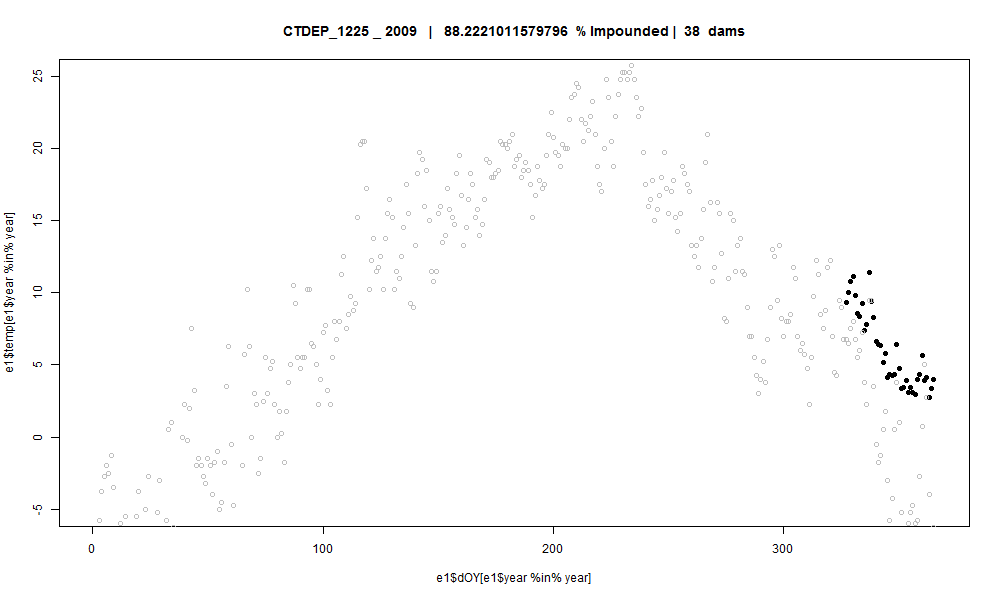 CTDEP_1225 _ 2009 | 88.2221011579796 % Impounded | 38 dams
e1$temp[e1$year %in% year]
25
20
15
10
5
0
-5
0 100 200 300
e1$dOY[e1$year %in% year]